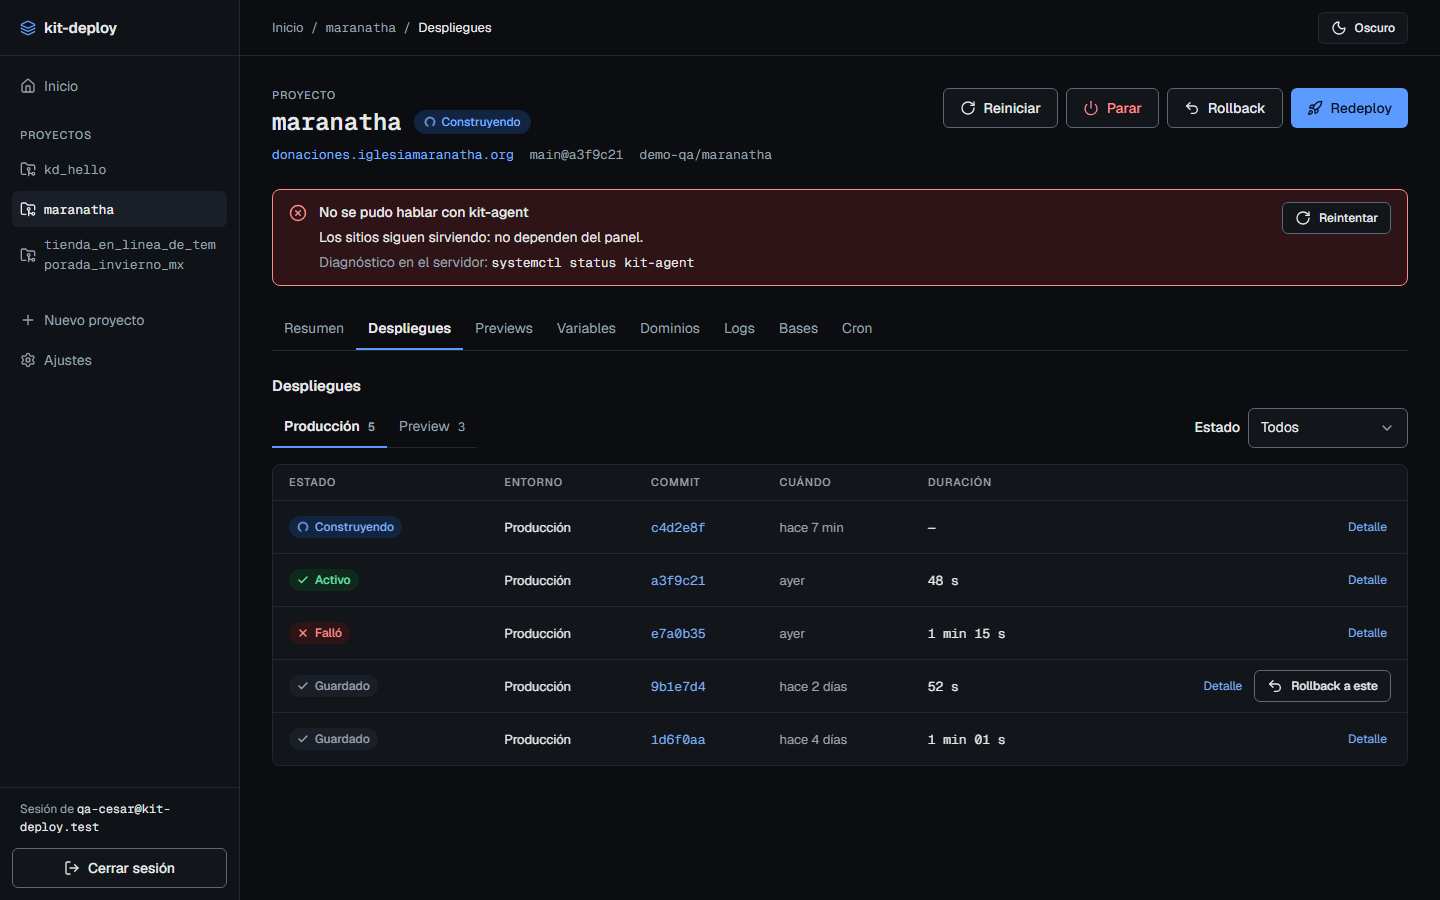 kit-deploy
Inicio / maranatha / Despliegues
Oscuro
Inicio
PROYECTOS
kd_hello
maranatha
tienda_en_linea_de_tem
porada_invierno_mx
Nuevo proyecto
Ajustes
Sesión de qa-cesar@kit-
deploy.test
Cerrar sesión
PROYECTO
maranatha Construyendo
donaciones.iglesiamaranatha.org main@a3f9c21 demo-qa/maranatha
Reiniciar Parar Rollback Redeploy
No se pudo hablar con kit-agent
Los sitios siguen sirviendo: no dependen del panel.
Diagnóstico en el servidor: systemctl status kit-agent
Reintentar
Resumen Despliegues Previews Variables Dominios Logs Bases Cron
Despliegues
Producción 5 Preview 3
Estado Todos
ESTADO ENTORNO COMMIT CUÁNDO DURACIÓN
Construyendo Producción c4d2e8f hace 7 min — Detalle
Activo Producción a3f9c21 ayer 48 s Detalle
Falló Producción e7a0b35 ayer 1 min 15 s Detalle
Guardado Producción 9b1e7d4 hace 2 días 52 s Detalle Rollback a este
Guardado Producción 1d6f0aa hace 4 días 1 min 01 s Detalle